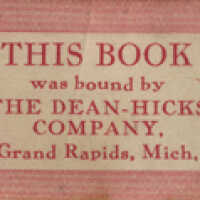 THIS BOOK
was bound by
THE DEAN-HICKS
COMPANY,
Grand Rapids, Mich,